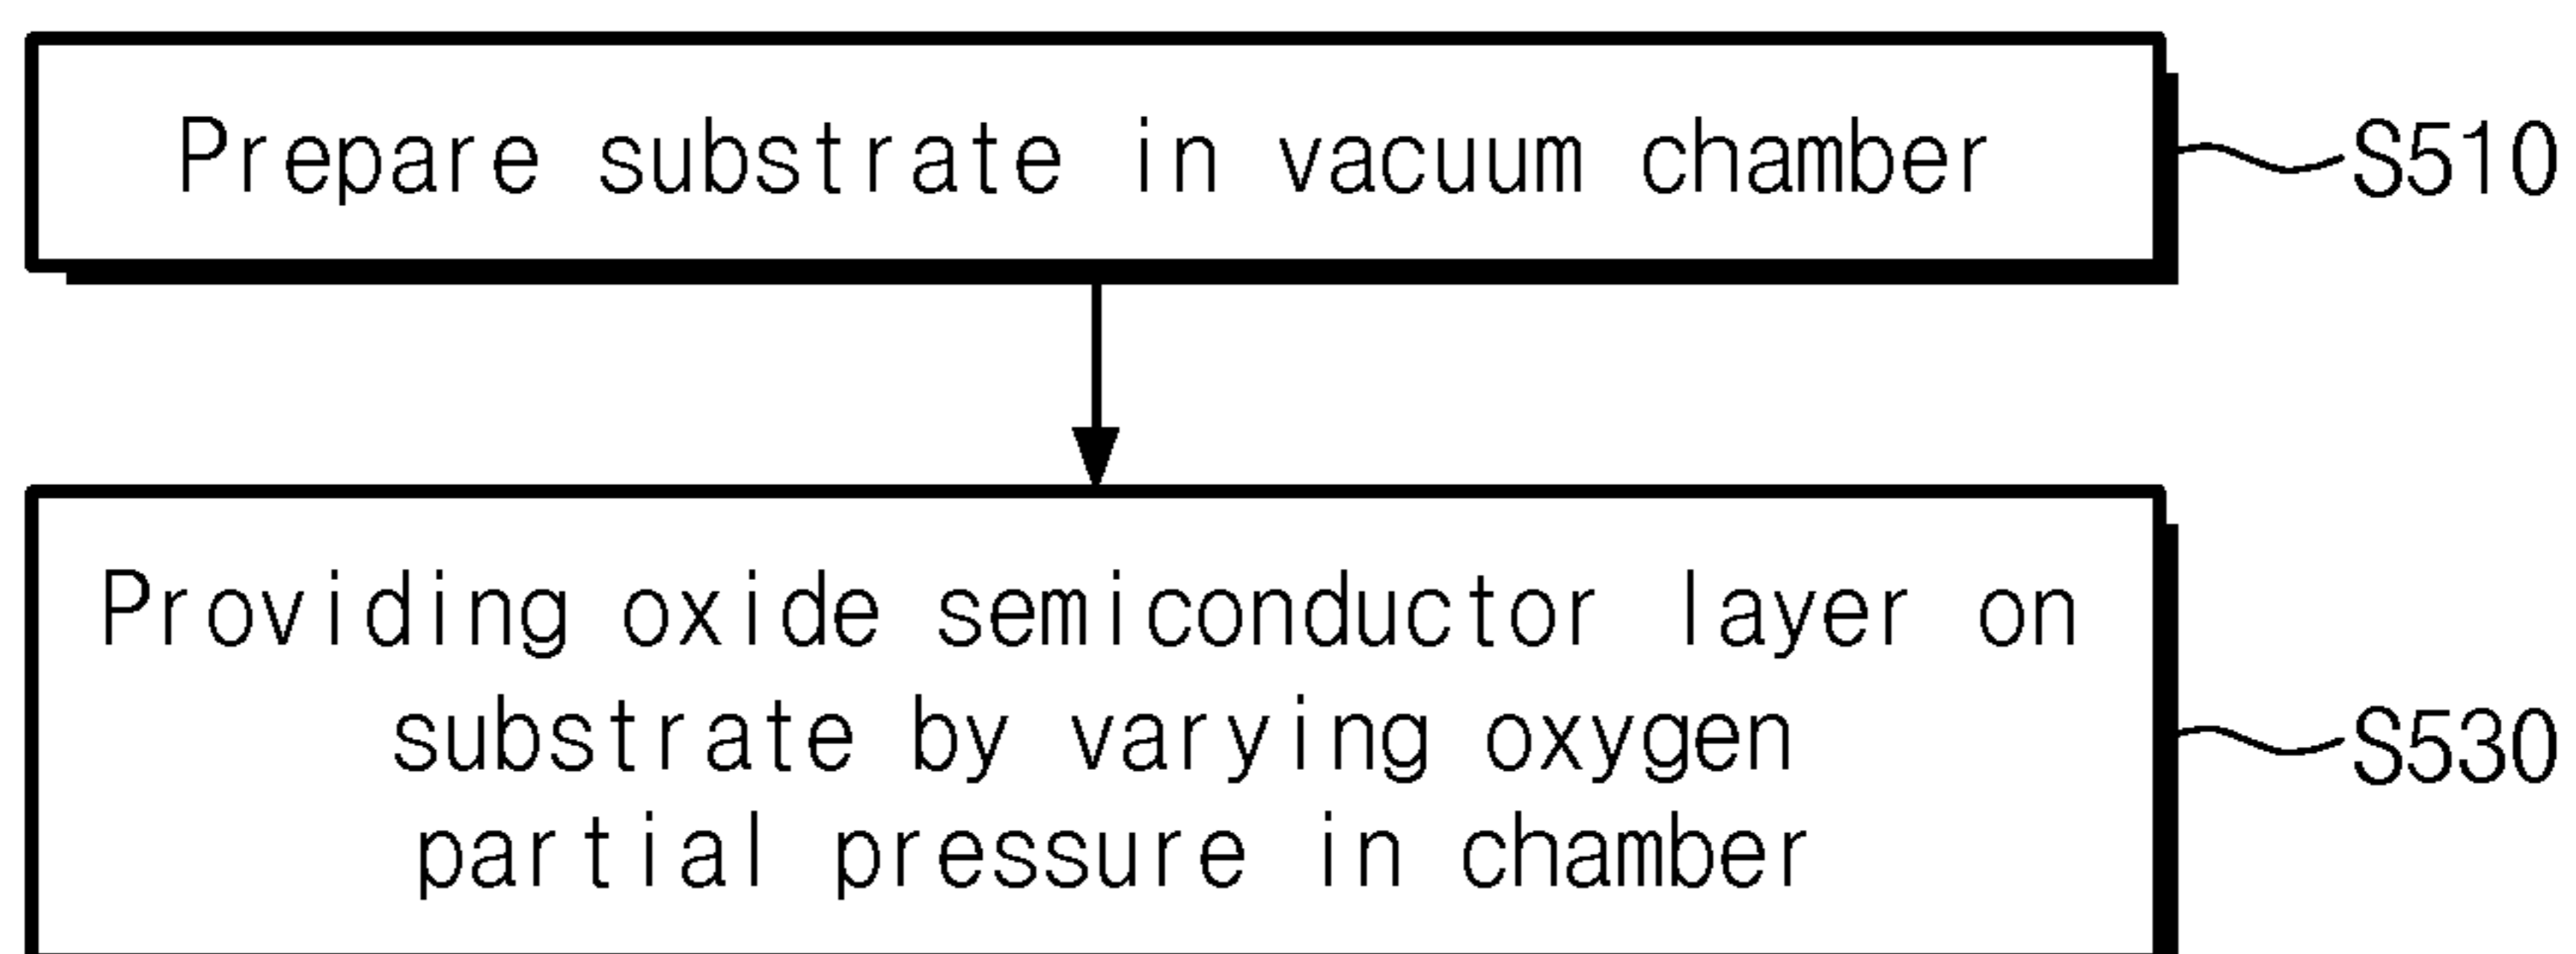 Prepare substrate in vacuum chamber
S510
Providing oxide semiconductor layer on
substrate by varying oxygen
partial pressure in chamber
S530